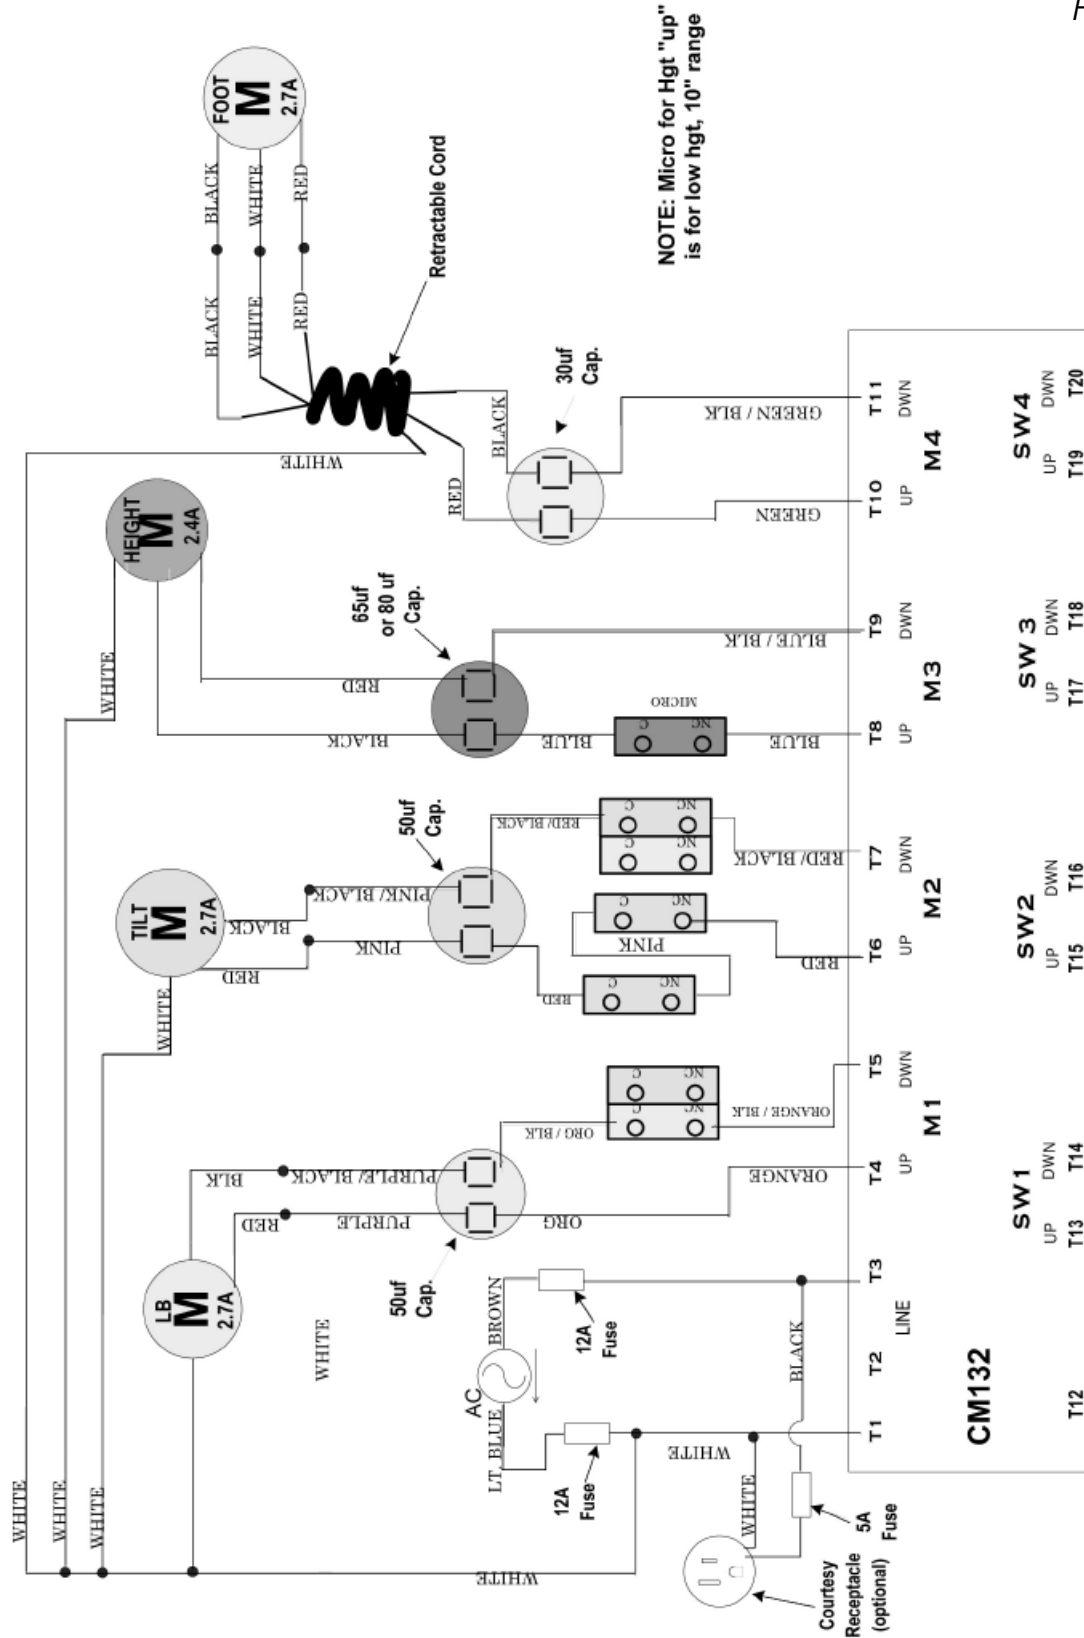 WHITE
WHITE
WHITE
WHITE
LB
M
2.7A
BLK
RED
WHITE
PURPLE/ BLACK
PURPLE
50uf
Cap.
ORG
ORG / BLK
C
NC
C
NC
ORANGE
ORANGE / BLK
WHITE
TILT
M
2.7A
BLACK
RED
PINK/ BLACK
PINK
50uf
Cap.
RED
C
NC
PINK
C
NC
RED
RED/BLACK
C
NC
C
NC
RED/ BLACK
WHITE
HEIGHT
M
2.4A
BLACK
RED
65uf
or 80 uf
Cap.
BLUE
C
NC
MICRO
BLUE
BLUE / BLK
WHITE
FOOT
M
2.7A
BLACK
BLACK
WHITE
WHITE
RED
RED
Retractable Cord
RED
BLACK
30uf
Cap.
GREEN
GREEN / BLK
NOTE: Micro for Hgt "up"
is for low hgt, 10" range
AC
LT. BLUE
BROWN
12A
Fuse
12A
Fuse
WHITE
WHITE
WHITE
BLACK
5A
Fuse
Courtesy
Receptacle
(optional)
T1
T2
T3
T4
T5
T6
T7
T8
T9
T10
T11
LINE
UP
DWN
UP
DWN
UP
DWN
UP
DWN
M1
M2
M3
M4
CM132
SW1
SW2
SW 3
SW4
UP
DWN
UP
DWN
UP
DWN
UP
DWN
T12
T13
T14
T15
T16
T17
T18
T19
T20